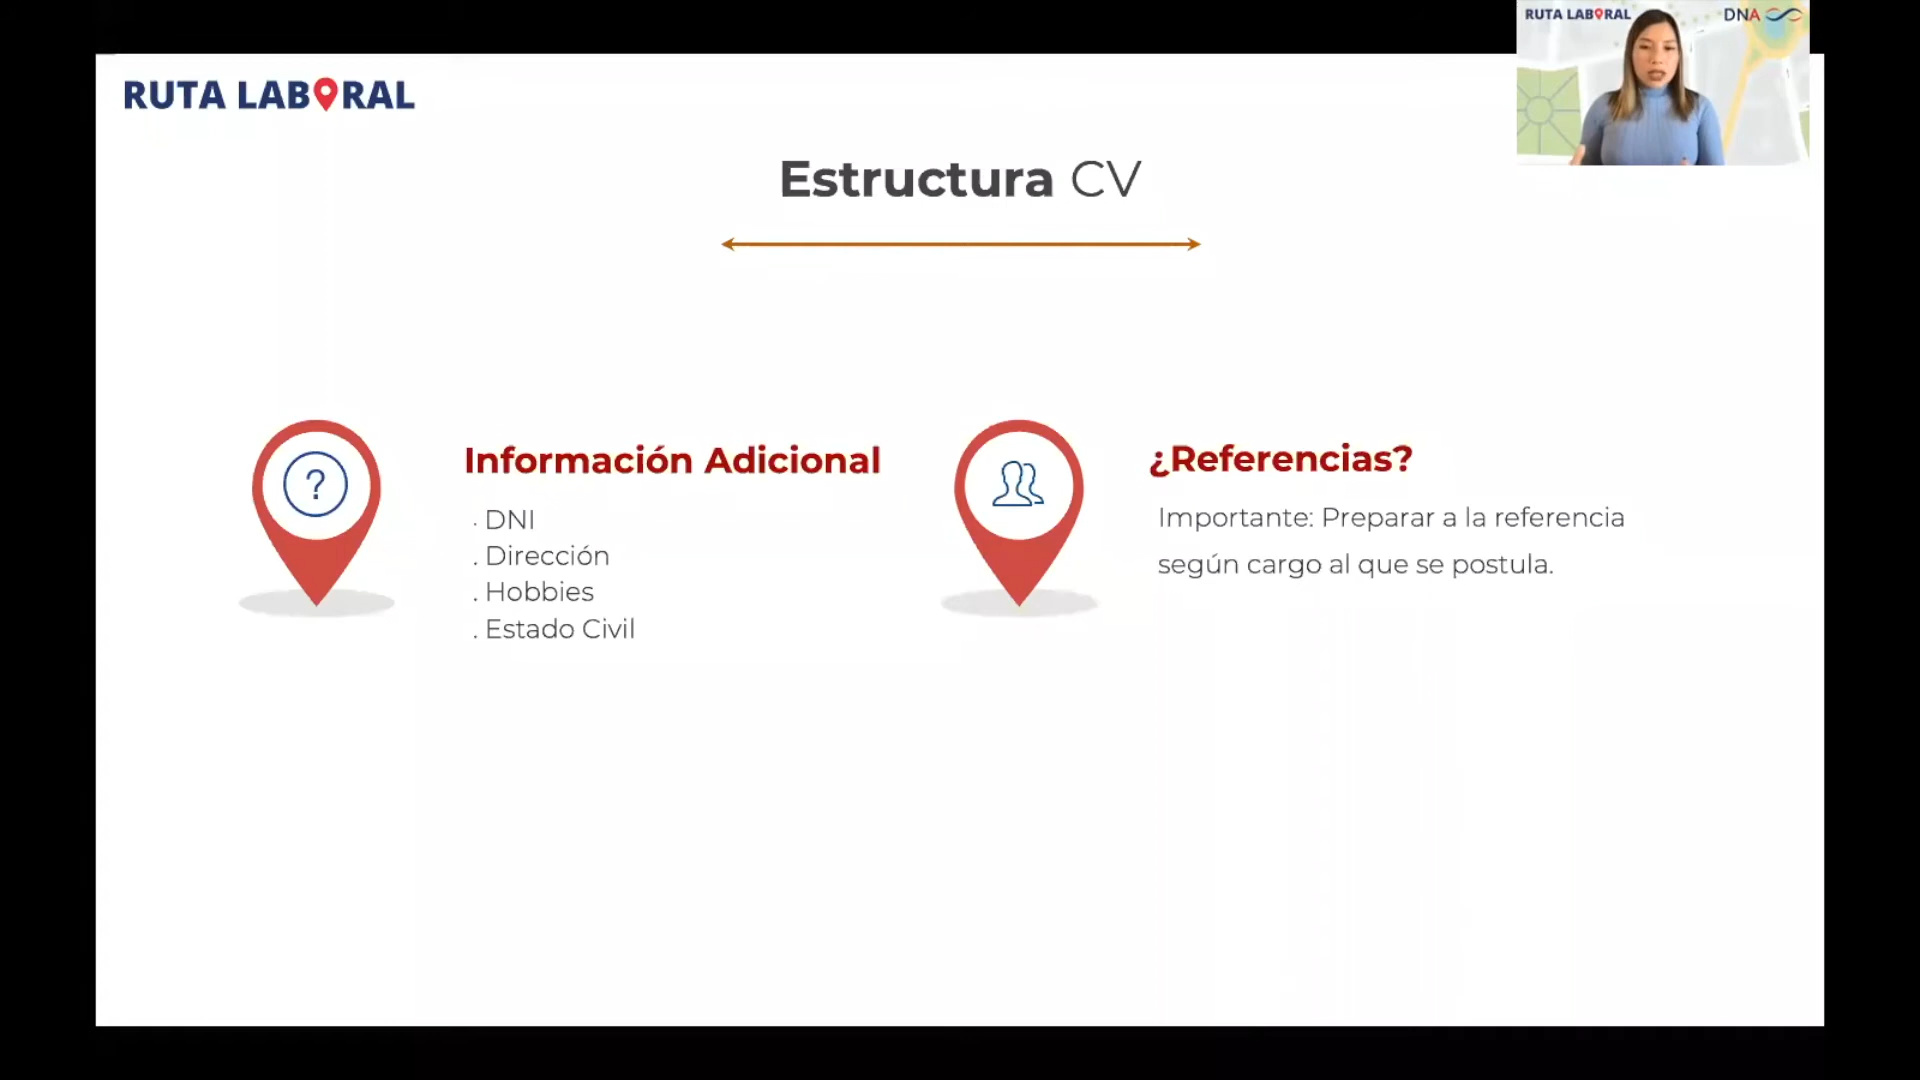 RUTA LABORAL
RUTA LABORAL
DNA
Estructura CV
?
Información Adicional
. DNI
. Dirección
. Hobbies
. Estado Civil
¿Referencias?
Importante: Preparar a la referencia
según cargo al que se postula.